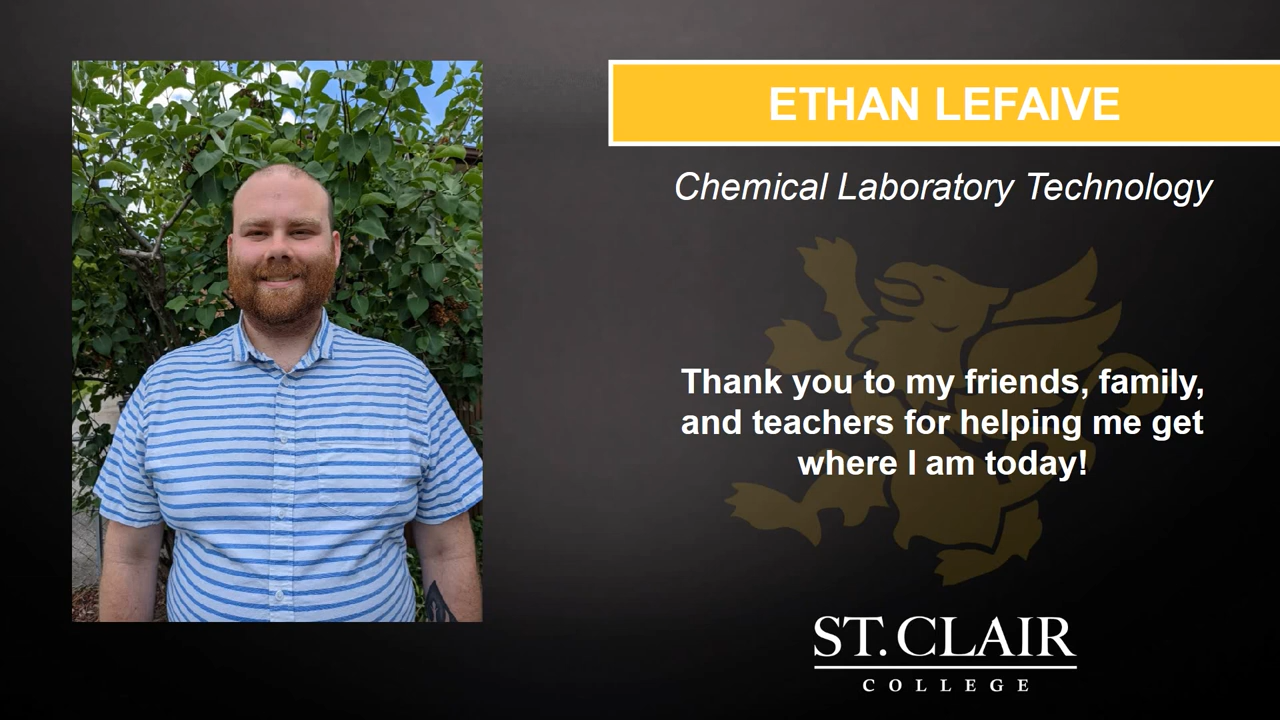 ETHAN LEFAIVE
Chemical Laboratory Technology
Thank you to my friends, family,
and teachers for helping me get
where I am today!
ST. CLAIR
COLLEGE